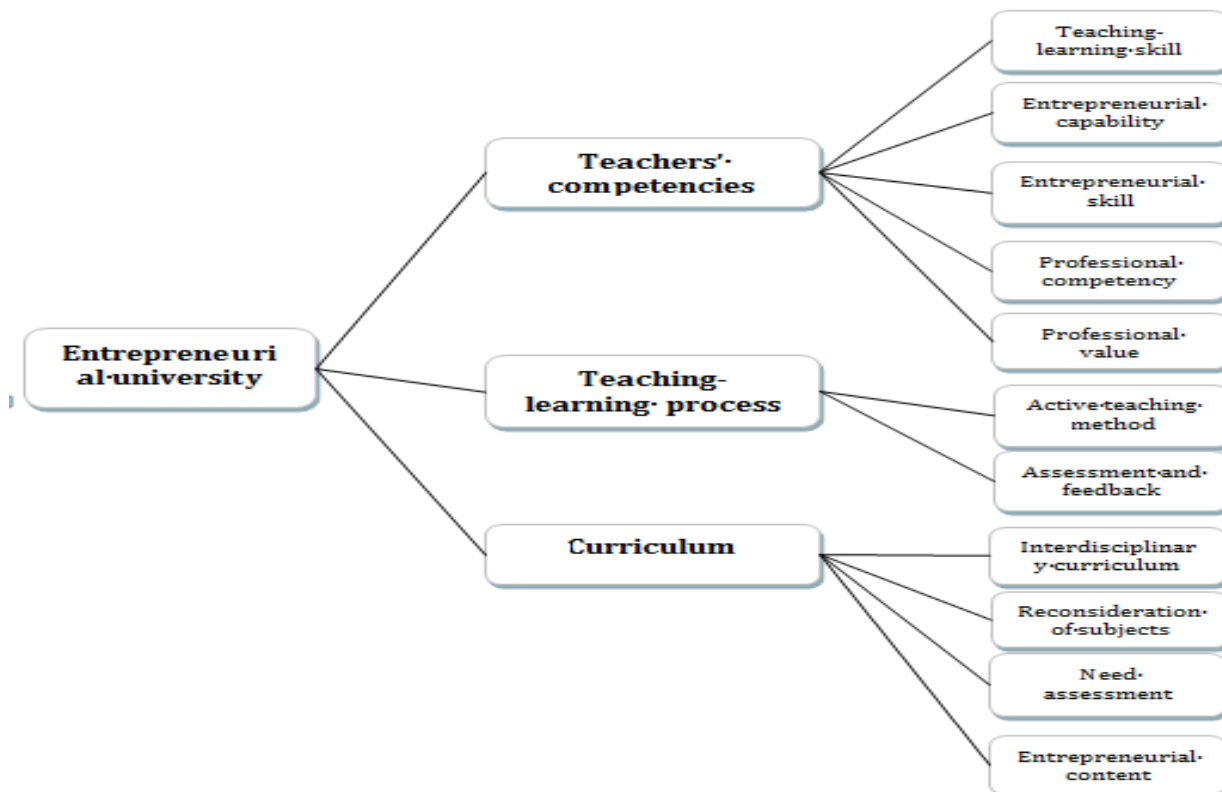 Teaching-
learning·skill
Entrepreneurial·
capability
Teachers'·
competencies
Entrepreneurial·
skill
Professional·
competency
Professional·
value
Entrepreneuri
al·university
Teaching-
learning· process
Active·teaching·
method
Assessment·and·
feedback
Curriculum
Interdisciplinar
y·curriculum
Reconsideration·
of·subjects
Need·
assessment
Entrepreneurial·
content